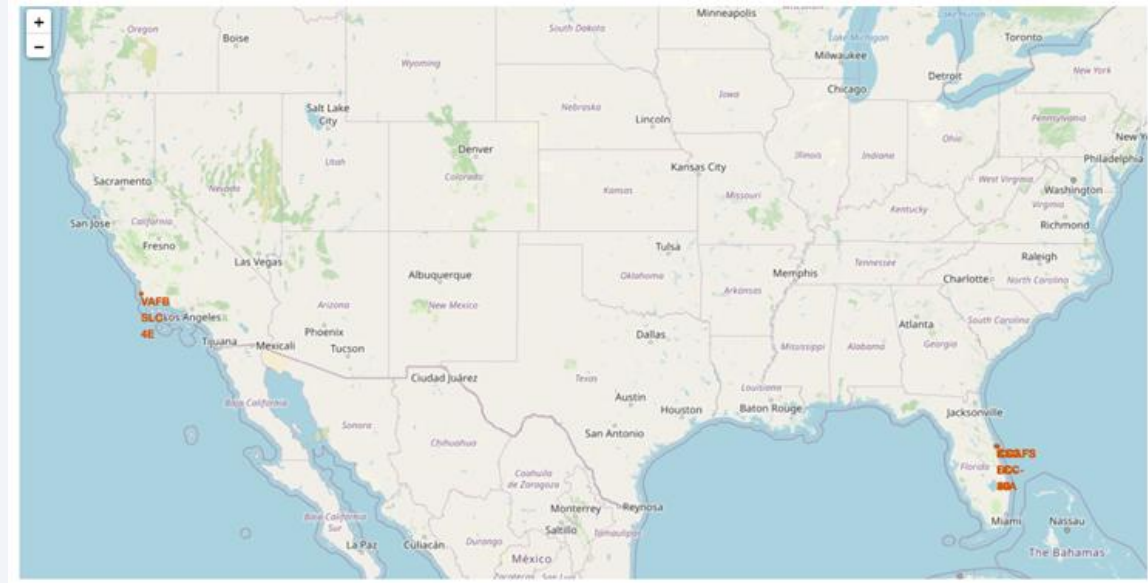 +
−
Oregon
Boise
South Dakota
Minneapolis
Lake Michigan
Toronto
Milwaukee
Wyoming
Detroit
New York
Chicago
Salt Lake
City
Nebraska
Iowa
Lincoln
Pennsylvania
Denver
Utah
Illinois
Indiana
Ohio
Philadelphia
Colorado
Kansas City
Sacramento
Nevada
Kansas
Missouri
West Virginia
Washington
Virginia
San Jose
California
Kentucky
Richmond
Fresno
Tulsa
Las Vegas
Raleigh
Albuquerque
Oklahoma
Memphis
Tennessee
Charlotte
North Carolina
VAFB
SLC-
4E
Los Angeles
Arizona
New Mexico
Arkansas
South Carolina
Phoenix
Atlanta
Tijuana
Mexicali
Tucson
Dallas
Mississippi
Alabama
Georgia
Ciudad Juárez
Texas
Louisiana
Baja California
Austin
Baton Rouge
Jacksonville
Sonora
Houston
San Antonio
Chihuahua
Florida
Coahuila
de Zaragoza
Monterrey
Reynosa
Miami
Nassau
Baja California
Sur
Saltillo
Tamaulipas
La Paz
Culiacán
Durango
The Bahamas
México
Zacatecas